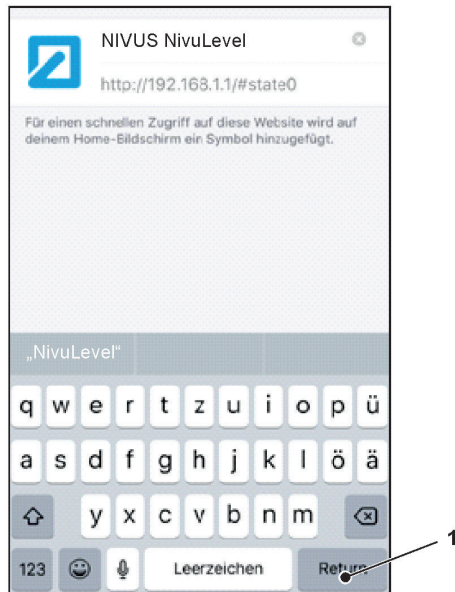 NIVUS NivuLevel
http://192.168.1.1/#state0
Für einen schnellen Zugriff auf diese Website wird auf
deinem Home-Bildschirm ein Symbol hinzugefügt.
„NivuLevel“
q w e r t z u i o p ü
a s d f g h j k l ö ä
y x c v b n m
1
123 Leerzeichen Return